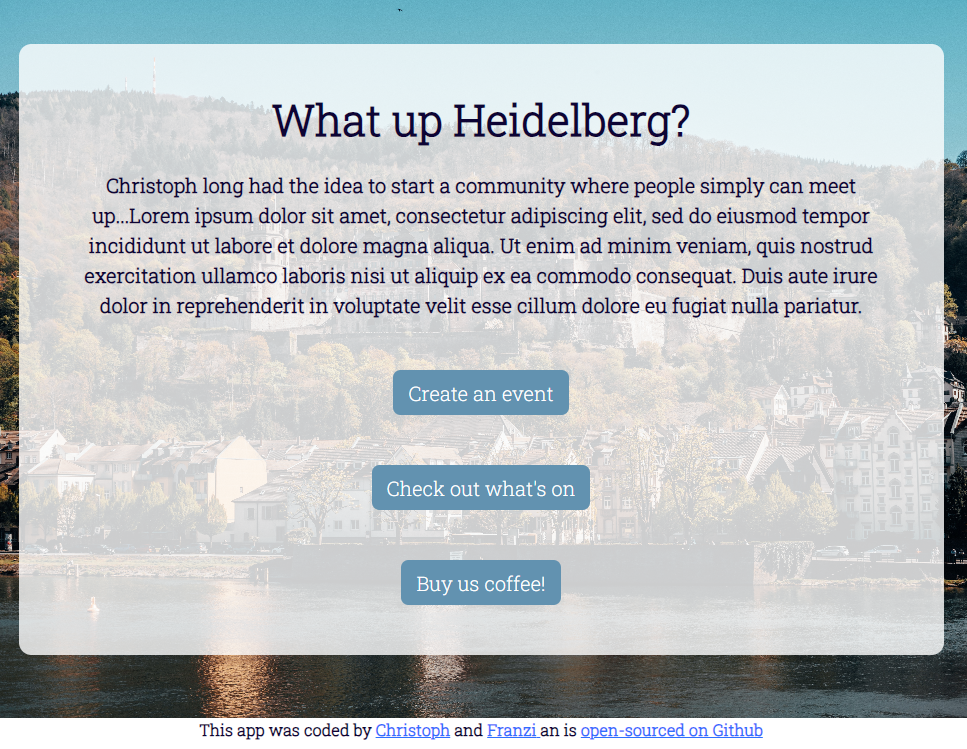 What up Heidelberg?
Christoph long had the idea to start a community where people simply can meet
up...Lorem ipsum dolor sit amet, consectetur adipiscing elit, sed do eiusmod tempor
incididunt ut labore et dolore magna aliqua. Ut enim ad minim veniam, quis nostrud
exercitation ullamco laboris nisi ut aliquip ex ea commodo consequat. Duis aute irure
dolor in reprehenderit in voluptate velit esse cillum dolore eu fugiat nulla pariatur.
Create an event
Check out what's on
Buy us coffee!
This app was coded by Christoph and Franzi an is open-sourced on Github